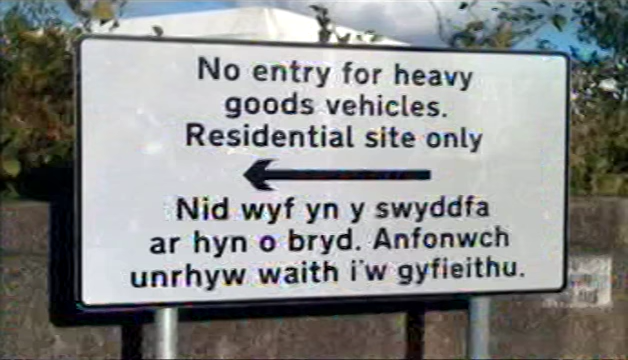 No entry for heavy
goods vehicles.
Residential site only
Nid wyf yn y swyddfa
ar hyn o bryd. Anfonwch
unrhyw waith i'w gyfieithu.